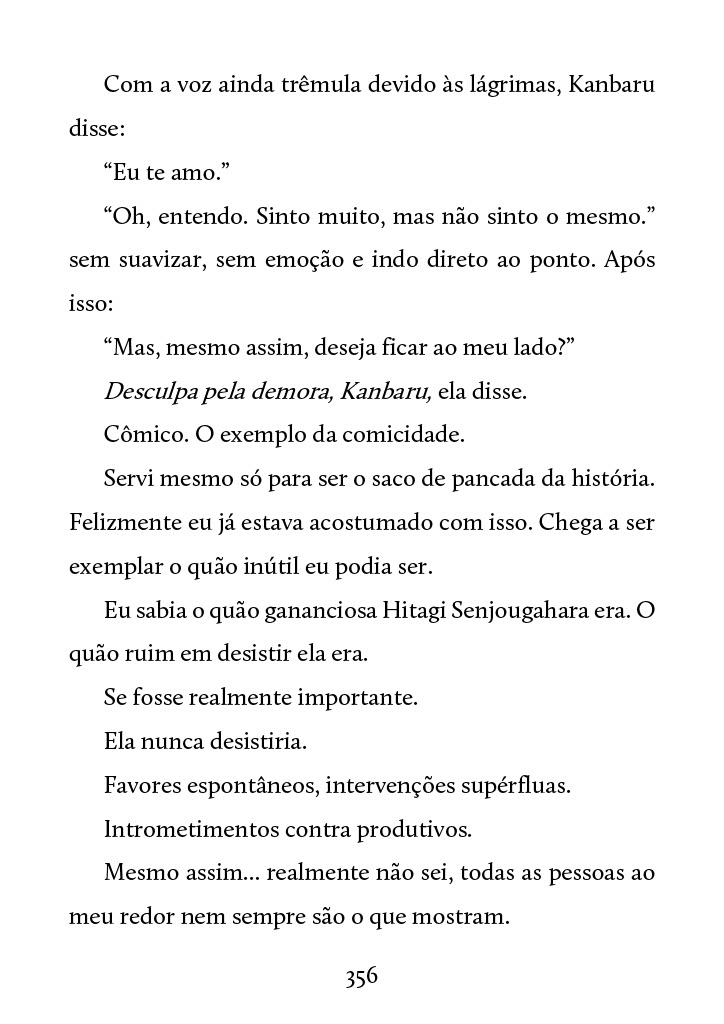 Com a voz ainda trêmula devido às lágrimas, Kanbaru
disse:
“Eu te amo.”
“Oh, entendo. Sinto muito, mas não sinto o mesmo.”
sem suavizar, sem emoção e indo direto ao ponto. Após
isso:
“Mas, mesmo assim, deseja ficar ao meu lado?”
Desculpa pela demora, Kanbaru, ela disse.
Cômico. O exemplo da comicidade.
Servi mesmo só para ser o saco de pancada da história.
Felizmente eu já estava acostumado com isso. Chega a ser
exemplar o quão inútil eu podia ser.
Eu sabia o quão gananciosa Hitagi Senjougahara era. O
quão ruim em desistir ela era.
Se fosse realmente importante.
Ela nunca desistiria.
Favores espontâneos, intervenções supérfluas.
Intrometimentos contra produtivos.
Mesmo assim... realmente não sei, todas as pessoas ao
meu redor nem sempre são o que mostram.
356